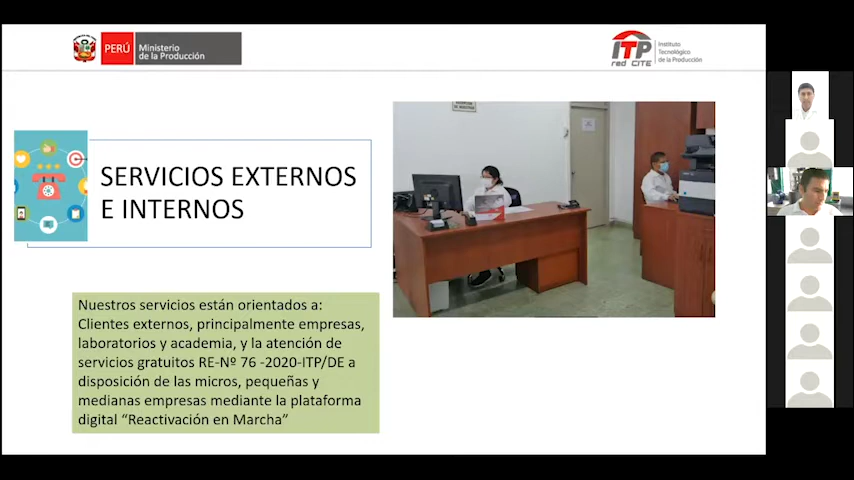 PERÚ
Ministerio
de la Producción
ITP
red CITE
Instituto
Tecnológico
de la Producción
SERVICIOS EXTERNOS
E INTERNOS
Nuestros servicios están orientados a:
Clientes externos, principalmente empresas,
laboratorios y academia, y la atención de
servicios gratuitos RE-Nº 76 -2020-ITP/DE a
disposición de las micros, pequeñas y
medianas empresas mediante la plataforma
digital “Reactivación en Marcha”